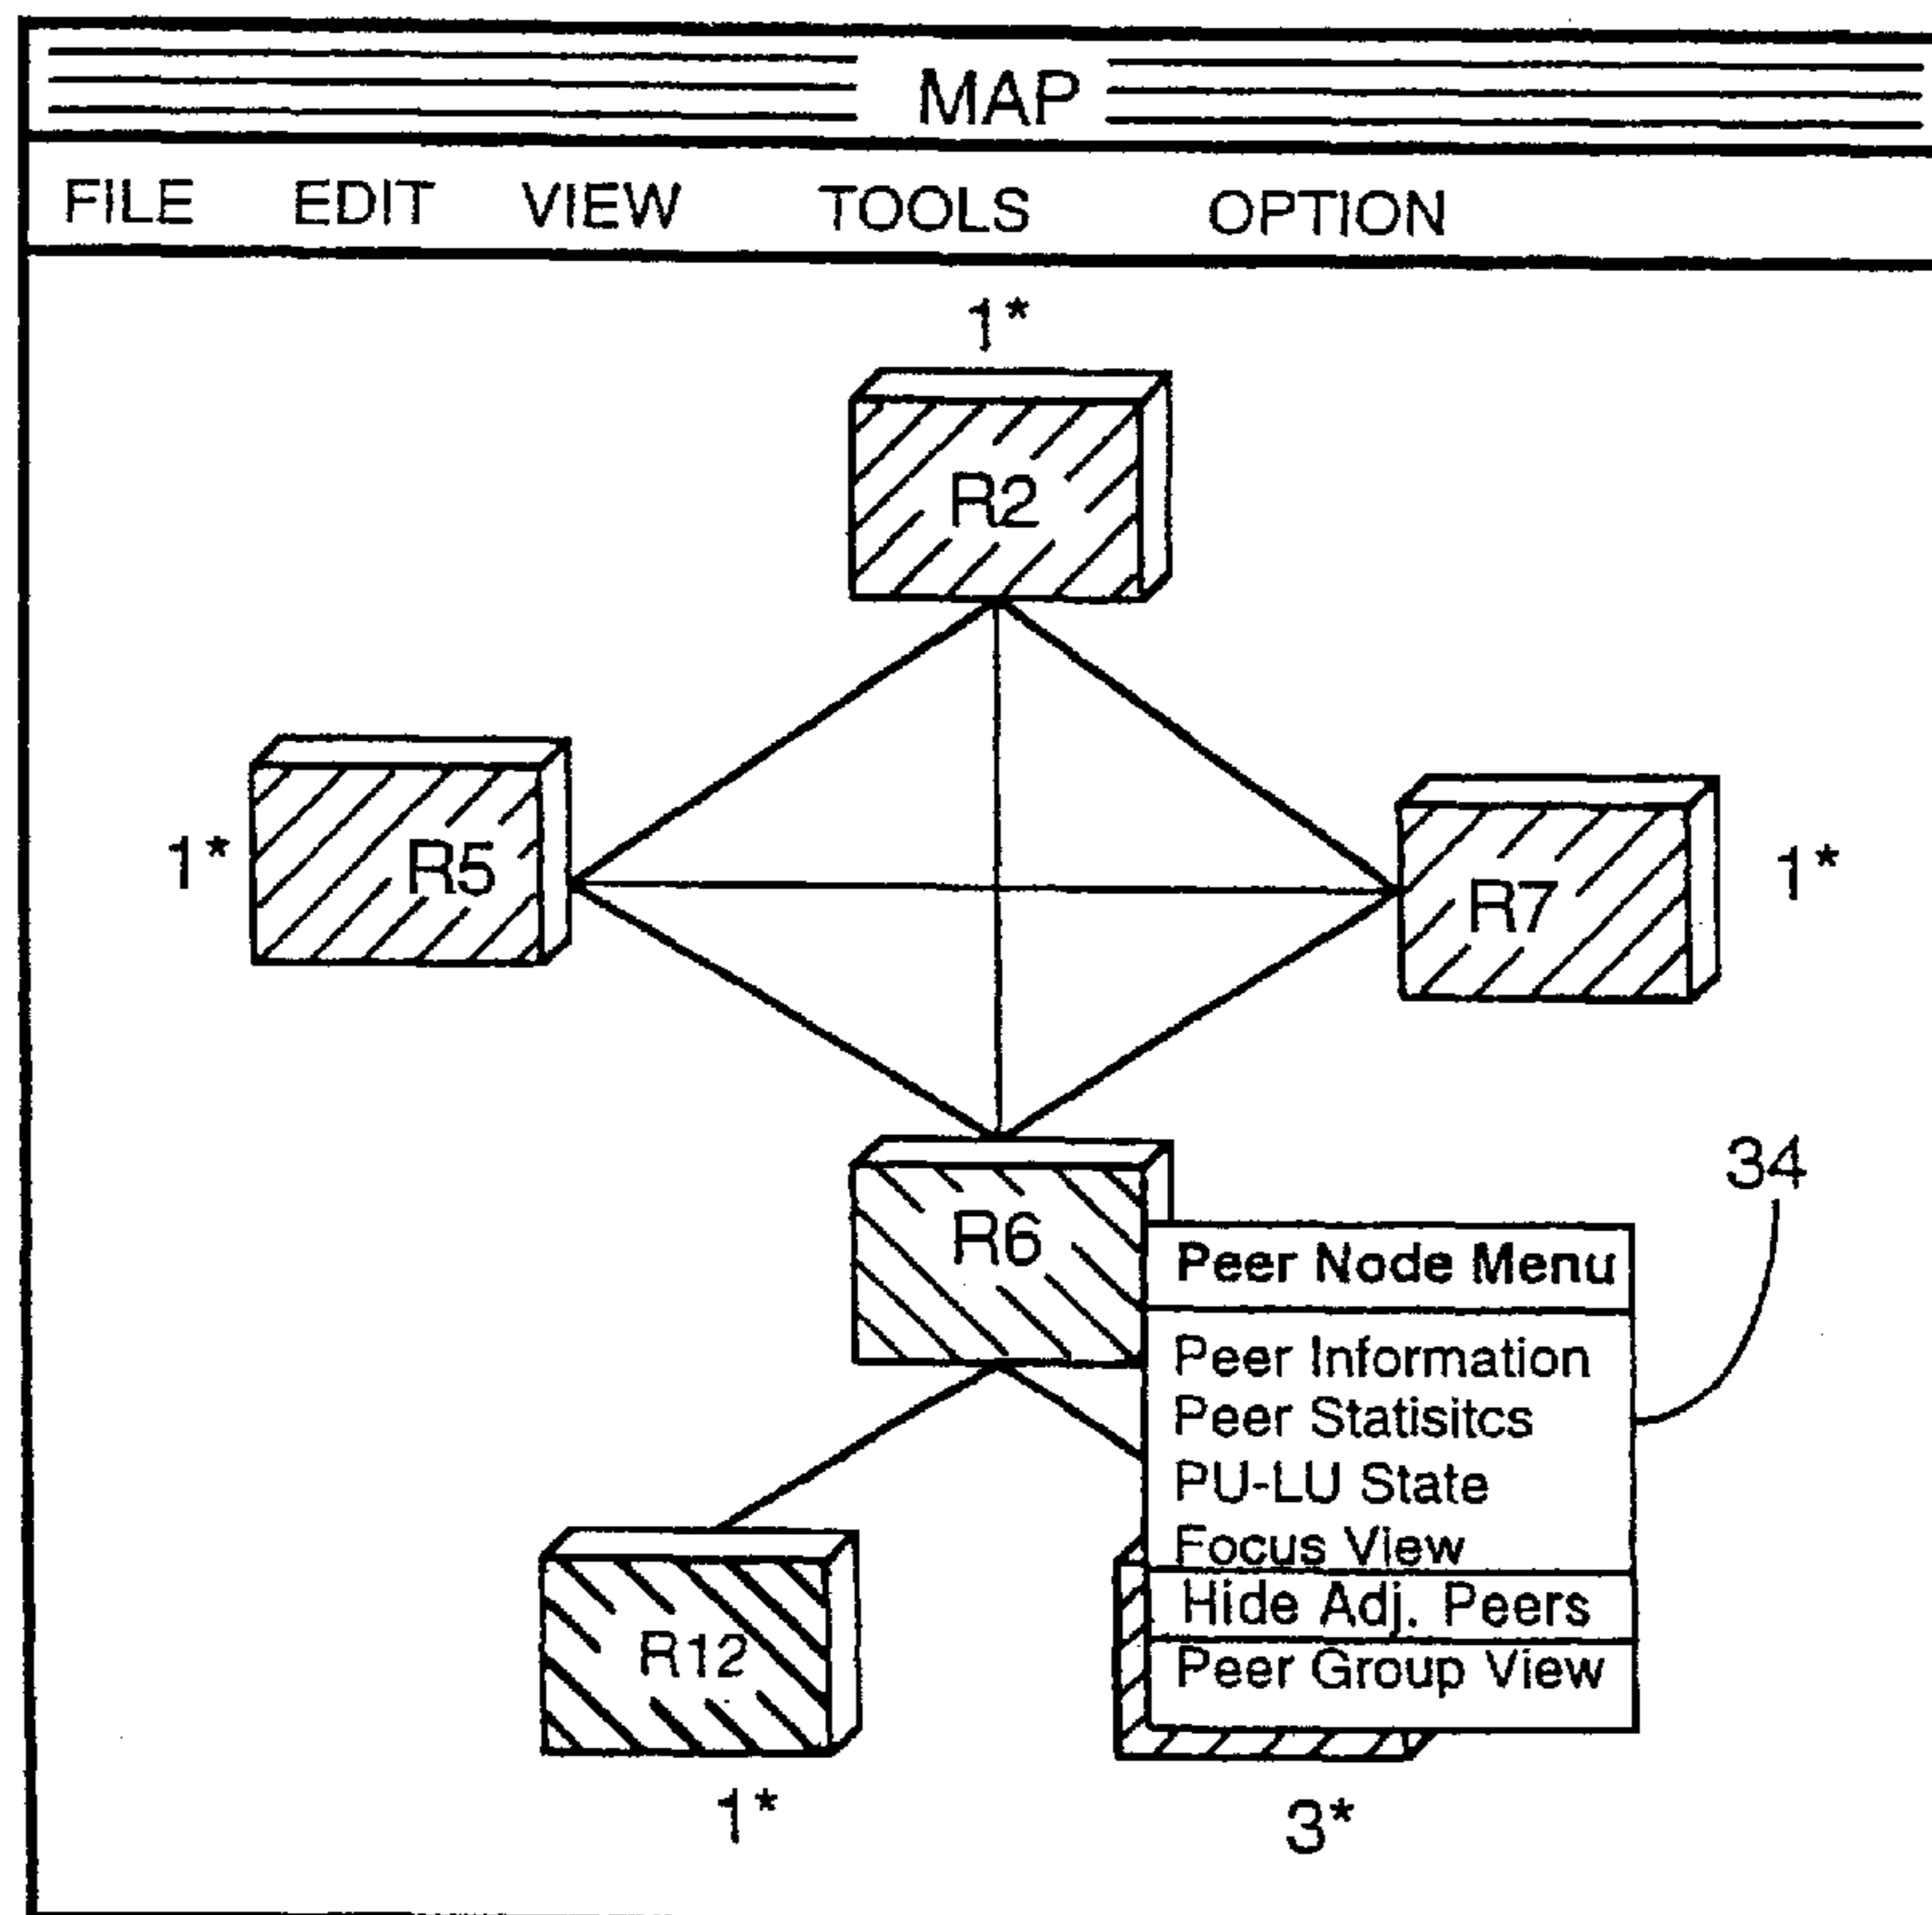 MAP
FILE EDIT VIEW TOOLS OPTION
1*
R2
1*
R5
R7
1*
R6
34
Peer Node Menu
Peer Information
Peer Statisitcs
PU-LU State
Focus View
Hide Adj. Peers
Peer Group View
R12
1*
3*